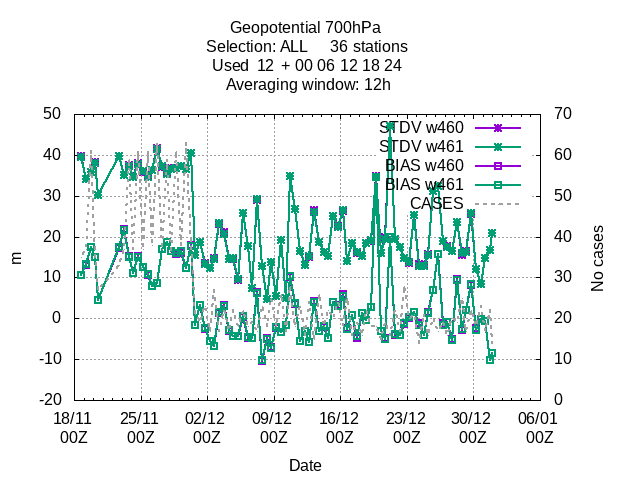 Geopotential 700hPa
Selection: ALL 36 stations
Used 12 + 00 06 12 18 24
Averaging window: 12h
50 70
STDV w460
STDV w461
BIAS w460
BIAS w461
CASES
40 60
30 50
20 40
10 30
0 20
-10 10
-20 0
m
No cases
18/11 25/11 02/12 09/12 16/12 23/12 30/12 06/01
00Z 00Z 00Z 00Z 00Z 00Z 00Z 00Z
Date